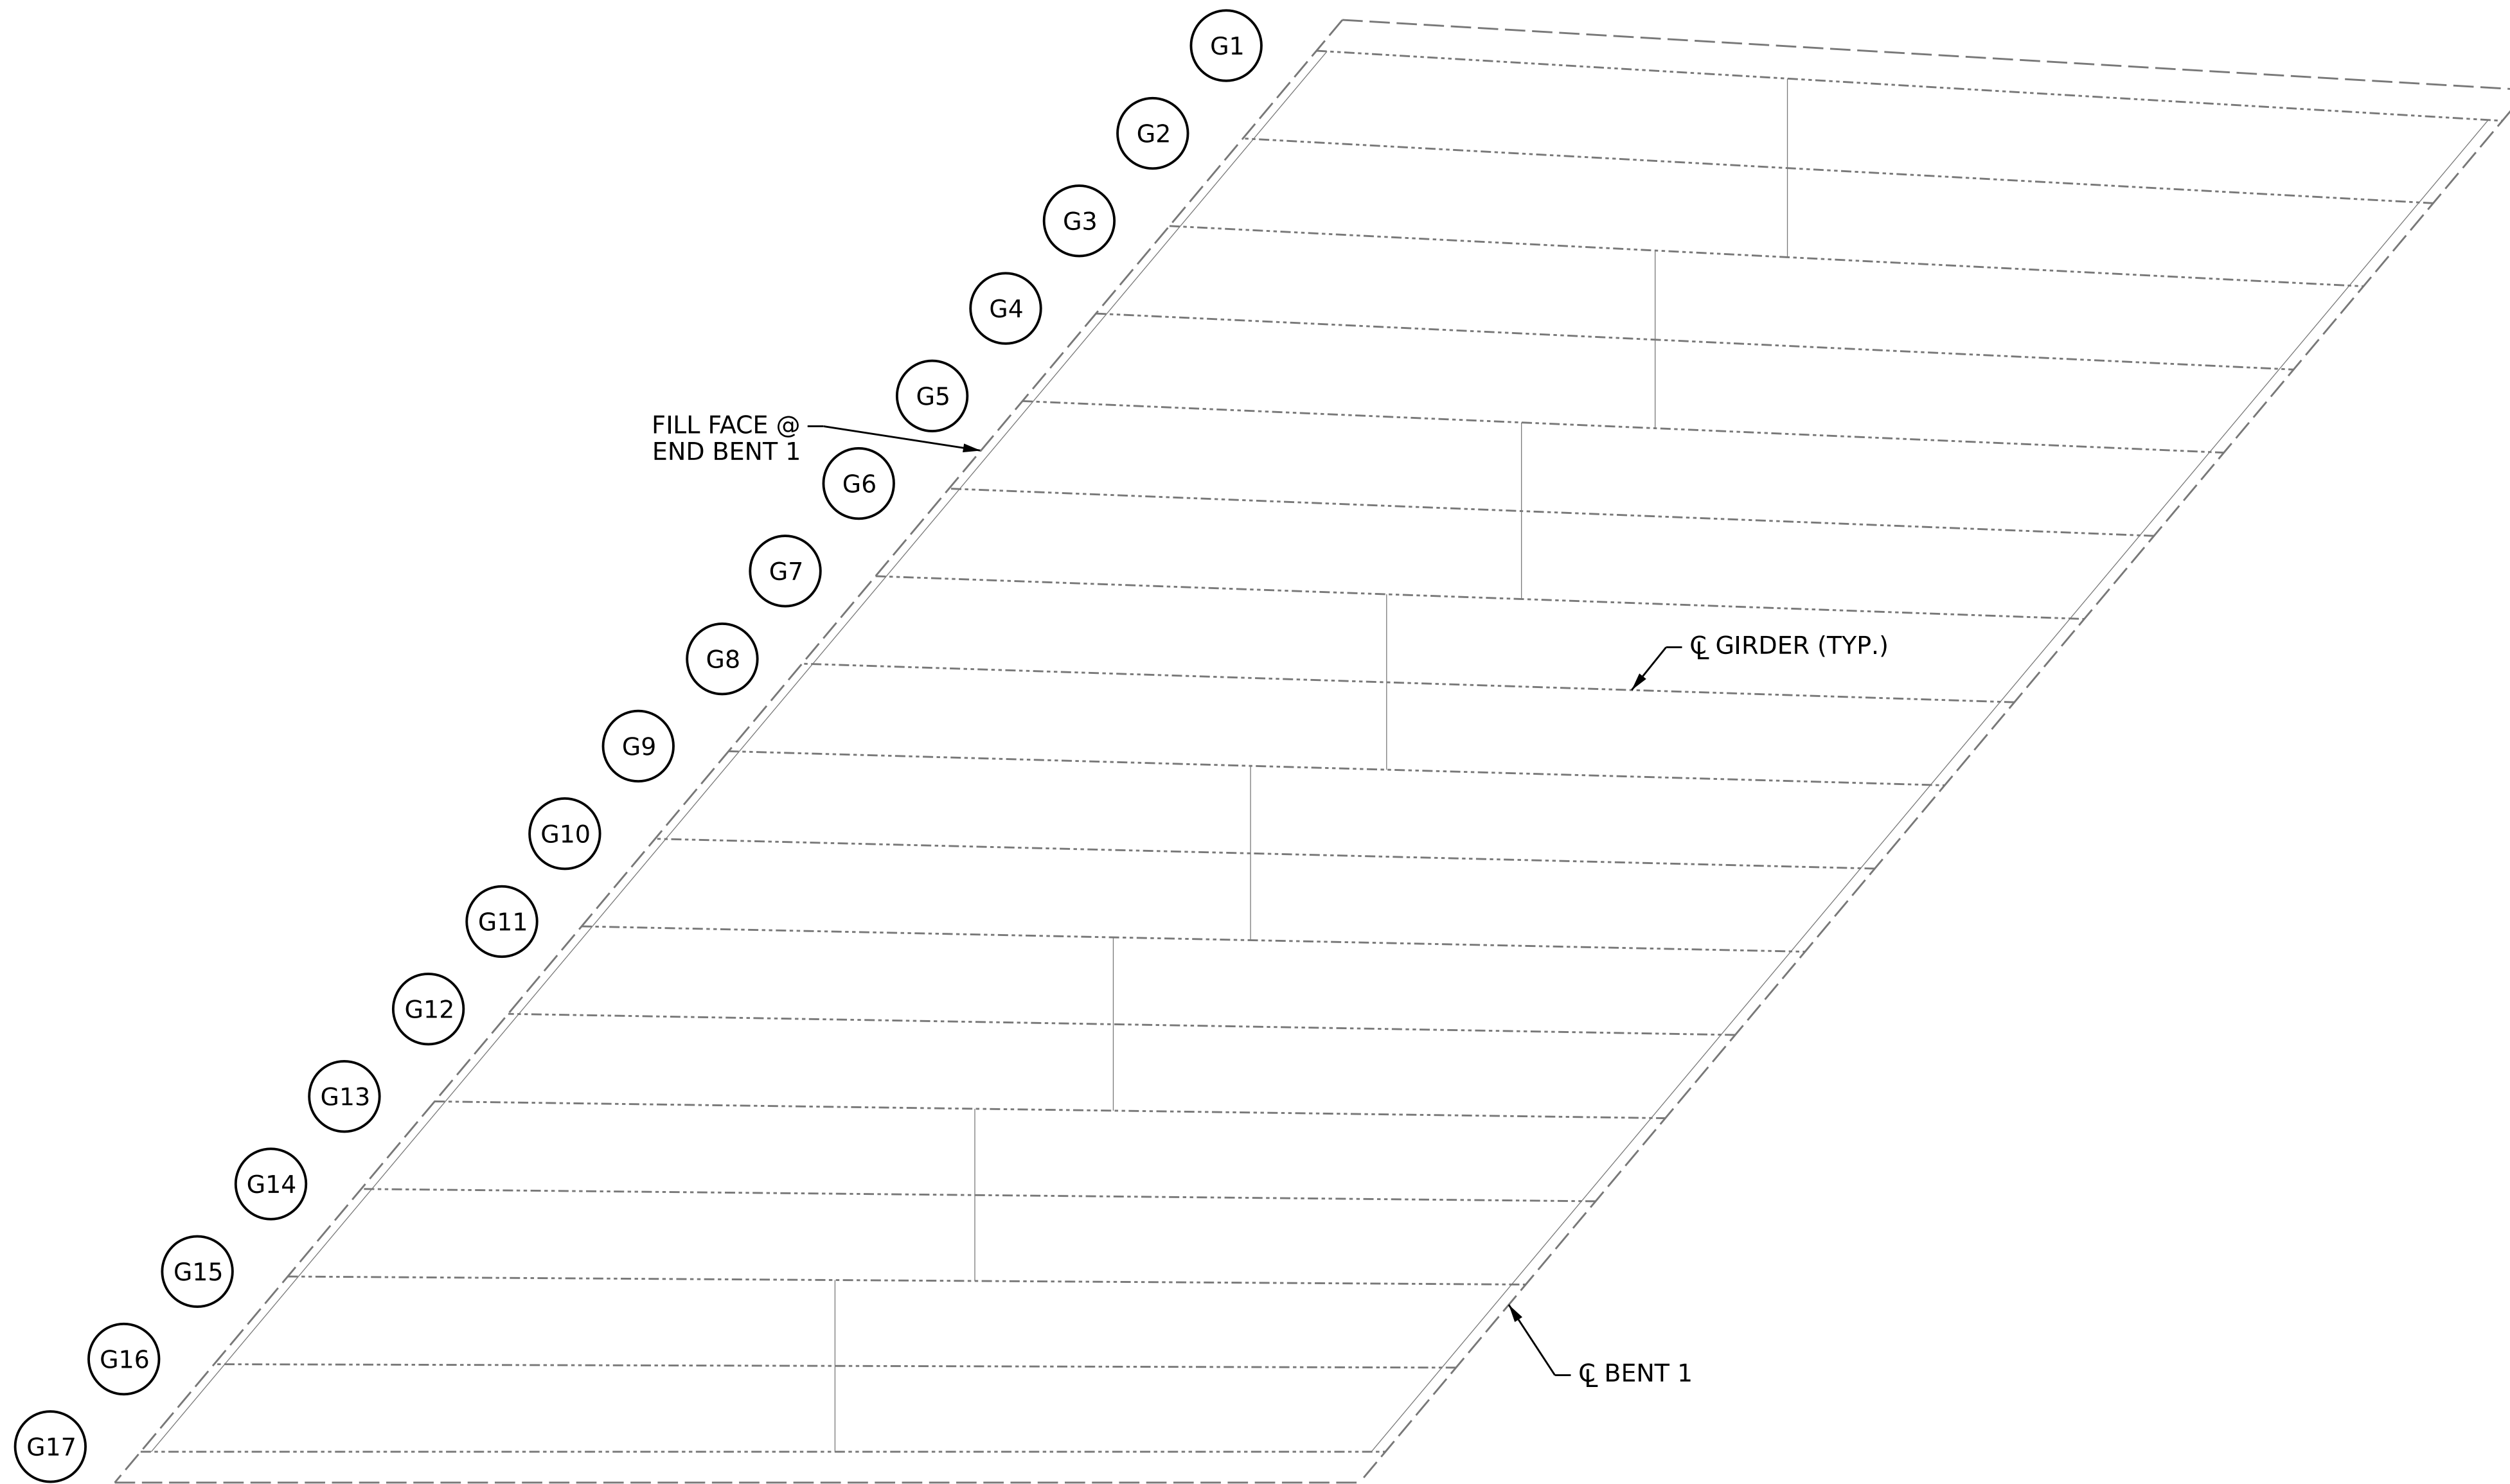 G1
G2
G3
G4
G5
FILL FACE @
END BENT 1
G6
G7
G8
℄ GIRDER (TYP.)
G9
G10
G11
G12
G13
G14
G15
G16
℄ BENT 1
G17